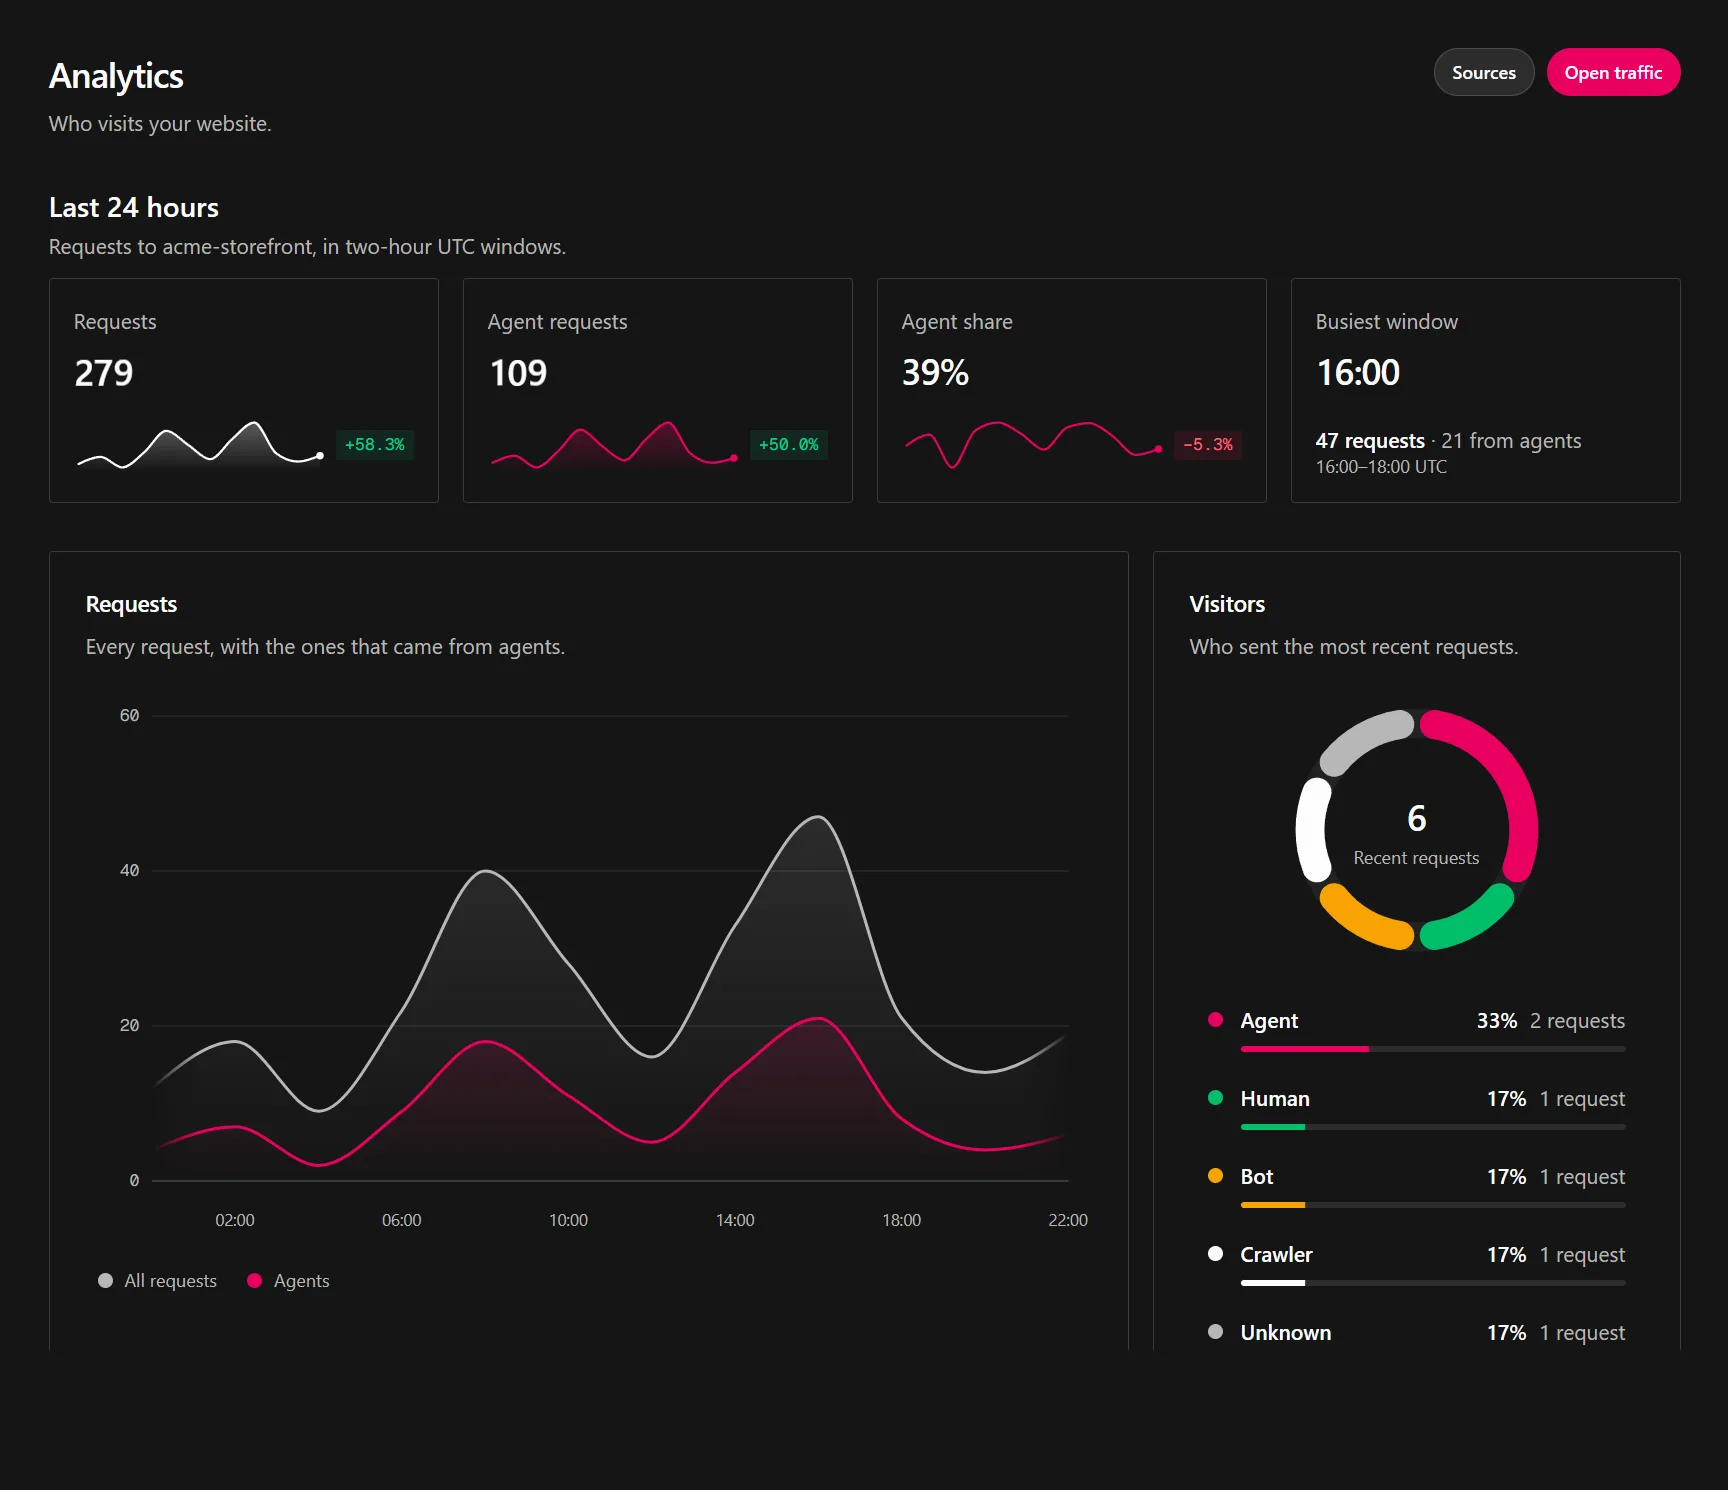 Analytics
Sources
Open traffic
Who visits your website.
Last 24 hours
Requests to acme-storefront, in two-hour UTC windows.
Requests
279
+58.3%
Agent requests
109
+50.0%
Agent share
39%
-5.3%
Busiest window
16:00
47 requests · 21 from agents
16:00–18:00 UTC
Requests
Every request, with the ones that came from agents.
60
40
20
0
02:00 06:00 10:00 14:00 18:00 22:00
All requests Agents
Visitors
Who sent the most recent requests.
6
Recent requests
Agent 33% 2 requests
Human 17% 1 request
Bot 17% 1 request
Crawler 17% 1 request
Unknown 17% 1 request